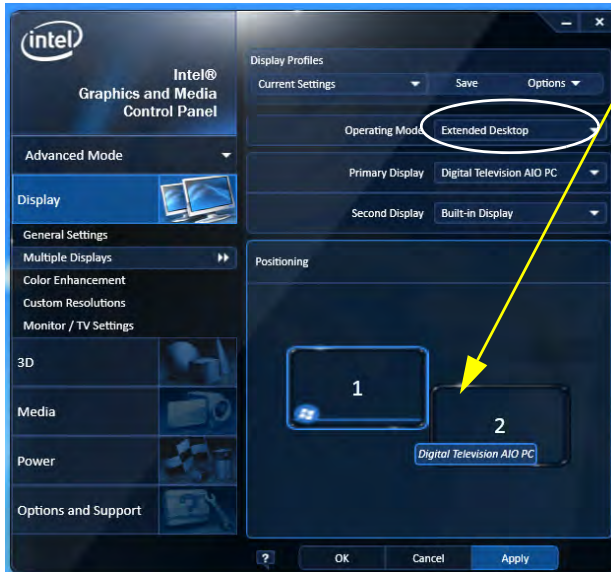 intel
Intel®
Graphics and Media
Control Panel
Advanced Mode
Display
General Settings
Multiple Displays
Color Enhancement
Custom Resolutions
Monitor / TV Settings
3D
Media
Power
Options and Support
Display Profiles
Current Settings Save Options
Operating Mode Extended Desktop
Primary Display Digital Television AIO PC
Second Display Built-in Display
Positioning
1
2
Digital Television AIO PC
? OK Cancel Apply